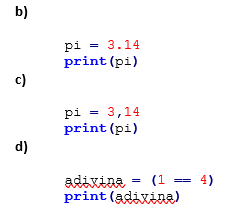 b)
pi = 3.14
print(pi)
c)
pi = 3,14
print(pi)
d)
adivina = (1 == 4)
print(adivina)